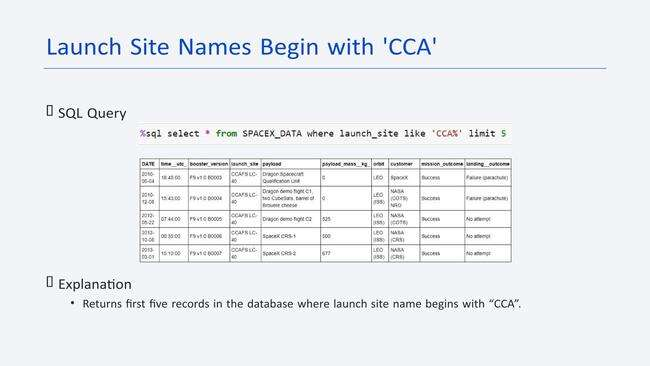 Launch Site Names Begin with 'CCA'
SQL Query
%sql select * from SPACEX_DATA where launch_site like 'CCA%' limit 5
DATE time__utc_ booster_version launch_site payload payload_mass__kg_ orbit customer mission_outcome landing__outcome
2010-06-04 18:45:00 F9 v1.0 B0003 CCAFS LC-40 Dragon Spacecraft Qualification Unit 0 LEO SpaceX Success Failure (parachute)
2010-12-08 15:43:00 F9 v1.0 B0004 CCAFS LC-40 Dragon demo flight C1, two CubeSats, barrel of Brouere cheese 0 LEO (ISS) NASA (COTS) NRO Success Failure (parachute)
2012-05-22 07:44:00 F9 v1.0 B0005 CCAFS LC-40 Dragon demo flight C2 525 LEO (ISS) NASA (COTS) Success No attempt
2012-10-08 00:35:00 F9 v1.0 B0006 CCAFS LC-40 SpaceX CRS-1 500 LEO (ISS) NASA (CRS) Success No attempt
2013-03-01 15:10:00 F9 v1.0 B0007 CCAFS LC-40 SpaceX CRS-2 677 LEO (ISS) NASA (CRS) Success No attempt
Explanation
• Returns first five records in the database where launch site name begins with “CCA”.